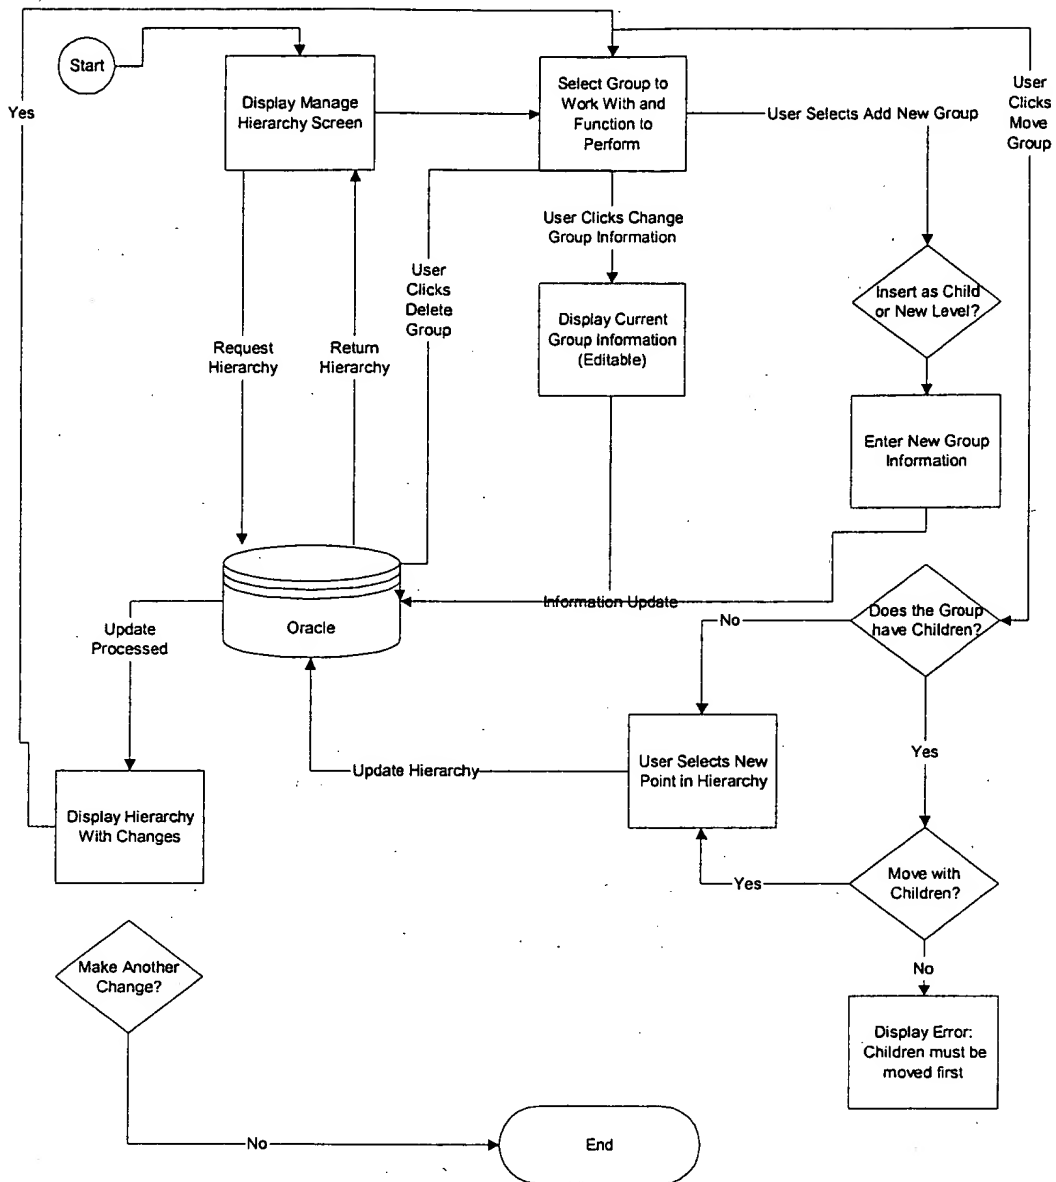 Start
Yes
Display Manage
Hierarchy Screen
Select Group to
Work With and
Function to
Perform
User Selects Add New Group
User
Clicks
Move
Group
User Clicks Change
Group Information
User
Clicks
Delete
Group
Insert as Child
or New Level?
Display Current
Group Information
(Editable)
Request
Hierarchy
Return
Hierarchy
Enter New Group
Information
Oracle
Information Update
Does the Group
have Children?
No
Update
Processed
Yes
User Selects New
Point in Hierarchy
Update Hierarchy
Display Hierarchy
With Changes
Move with
Children?
Yes
No
Make Another
Change?
Display Error:
Children must be
moved first
No
End